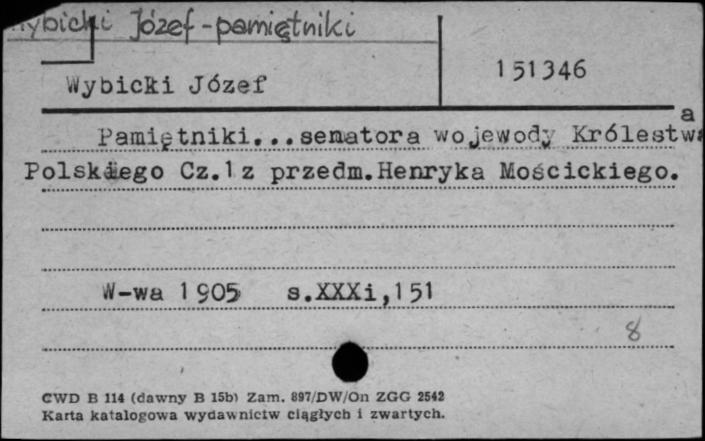 Wybicki Józef - pamiętniki
151346
Wybicki Józef
Pamiętniki...senatora wojewody Królestwa
Polskiego Cz.1 z przedm.Henryka Mościckiego.
W-wa 1905 s.XXXi,151
8
CWD B 114 (dawny B 15b) Zam. 897/DW/On ZGG 2542
Karta katalogowa wydawnictw ciągłych i zwartych.